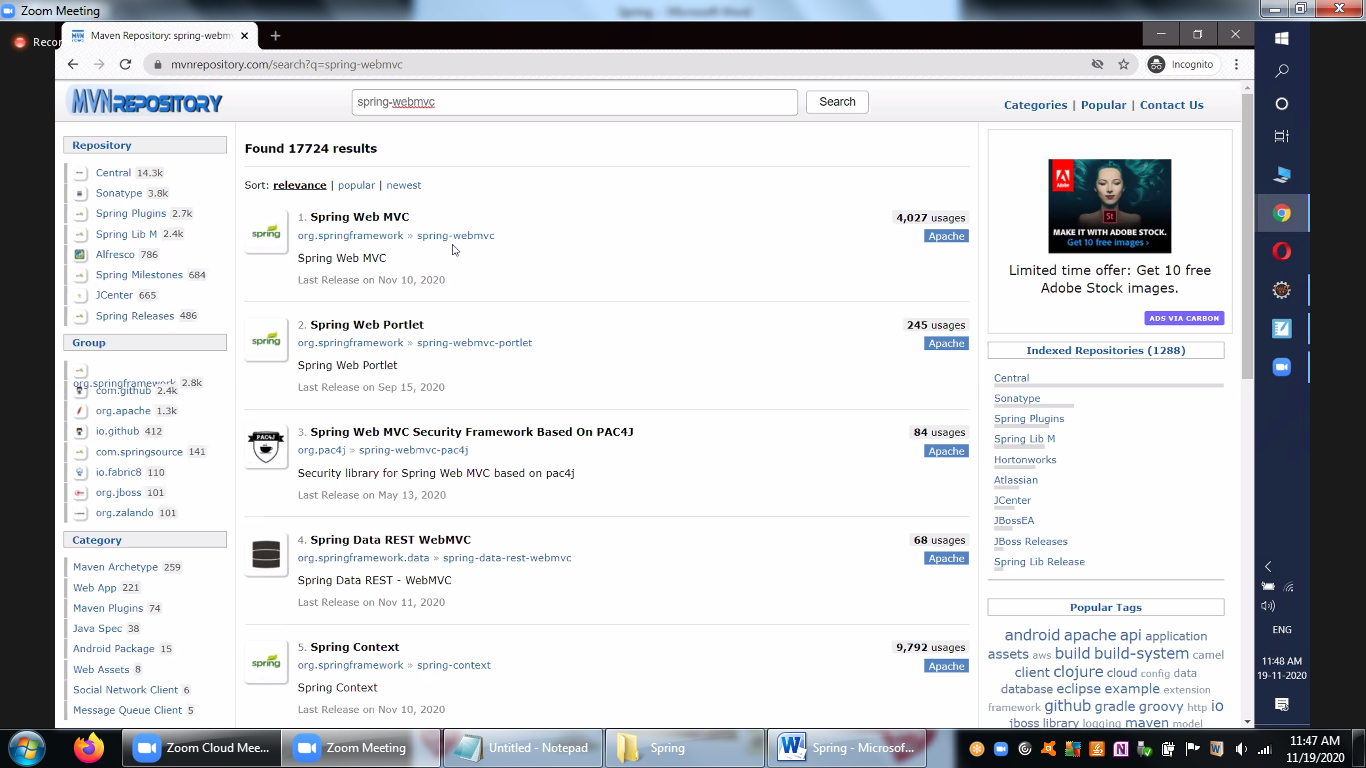 Zoom Meeting
Spring - Microsoft Word
Recor
Maven Repository: spring-webm
mvnrepository.com/search?q=spring-webmvc
Incognito
MVNREPOSITORY
spring-webmvc
Search
Categories | Popular | Contact Us
Repository
Central 14.3k
Sonatype 3.8k
Spring Plugins 2.7k
Spring Lib M 2.4k
Alfresco 786
Spring Milestones 684
JCenter 665
Spring Releases 486
Group
org.springframework 2.8k
com.github 2.4k
org.apache 1.3k
io.github 412
com.springsource 141
io.fabric8 110
org.jboss 101
org.zalando 101
Category
Maven Archetype 259
Web App 221
Maven Plugins 74
Java Spec 38
Android Package 15
Web Assets 8
Social Network Client 6
Message Queue Client 5
Found 17724 results
Sort: relevance | popular | newest
spring
1. Spring Web MVC
4,027 usages
org.springframework » spring-webmvc
Apache
Spring Web MVC
Last Release on Nov 10, 2020
spring
2. Spring Web Portlet
245 usages
org.springframework » spring-webmvc-portlet
Apache
Spring Web Portlet
Last Release on Sep 15, 2020
PAC4J
3. Spring Web MVC Security Framework Based On PAC4J
84 usages
org.pac4j » spring-webmvc-pac4j
Apache
Security library for Spring Web MVC based on pac4j
Last Release on May 13, 2020
4. Spring Data REST WebMVC
68 usages
org.springframework.data » spring-data-rest-webmvc
Apache
Spring Data REST - WebMVC
Last Release on Nov 11, 2020
spring
5. Spring Context
9,792 usages
org.springframework » spring-context
Apache
Spring Context
Last Release on Nov 10, 2020
St
MAKE IT WITH ADOBE STOCK.
Get 10 free images ›
Limited time offer: Get 10 free
Adobe Stock images.
ADS VIA CARBON
Indexed Repositories (1288)
Central
Sonatype
Spring Plugins
Spring Lib M
Hortonworks
Atlassian
JCenter
JBossEA
JBoss Releases
Spring Lib Release
Popular Tags
android apache api application
assets aws build build-system camel
client clojure cloud config data
database eclipse example extension
framework github gradle groovy http io
jboss library logging maven model
ENG
11:48 AM
19-11-2020
Zoom Cloud Mee...
Zoom Meeting
Untitled - Notepad
Spring
Spring - Microsof...
11:47 AM
11/19/2020